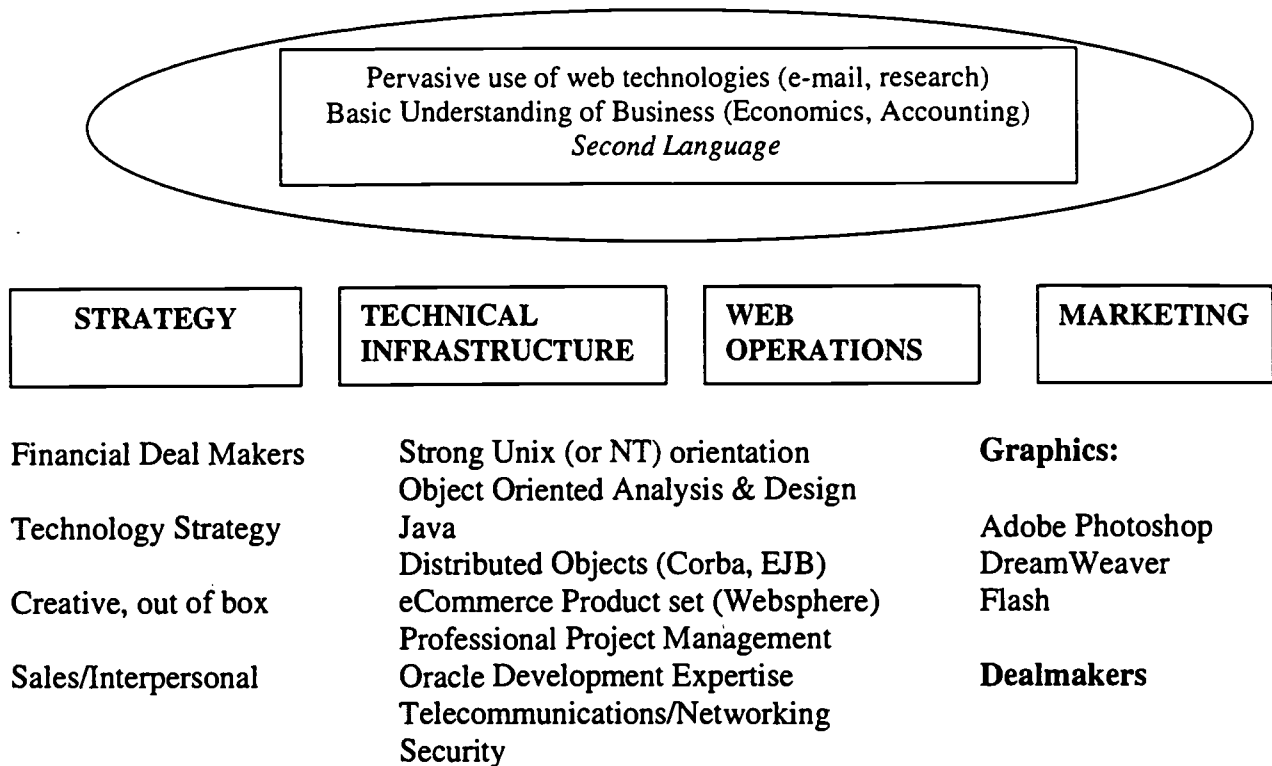 Pervasive use of web technologies (e-mail, research)
Basic Understanding of Business (Economics, Accounting)
Second Language
STRATEGY
TECHNICAL
INFRASTRUCTURE
WEB
OPERATIONS
MARKETING
Financial Deal Makers
Technology Strategy
Creative, out of box
Sales/Interpersonal
Strong Unix (or NT) orientation
Object Oriented Analysis & Design
Java
Distributed Objects (Corba, EJB)
eCommerce Product set (Websphere)
Professional Project Management
Oracle Development Expertise
Telecommunications/Networking
Security
Graphics:
Adobe Photoshop
DreamWeaver
Flash
Dealmakers